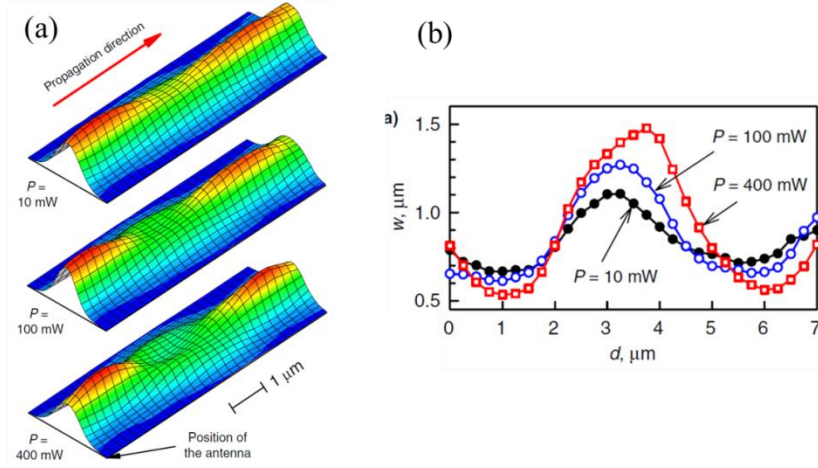 (a)
Propagation direction
P =
10 mW
P =
100 mW
P =
400 mW
1 μm
Position of
the antenna
(b)
a)
1.5
1.0
0.5
w, μm
P = 100 mW
P = 400 mW
P = 10 mW
0 1 2 3 4 5 6 7
d, μm